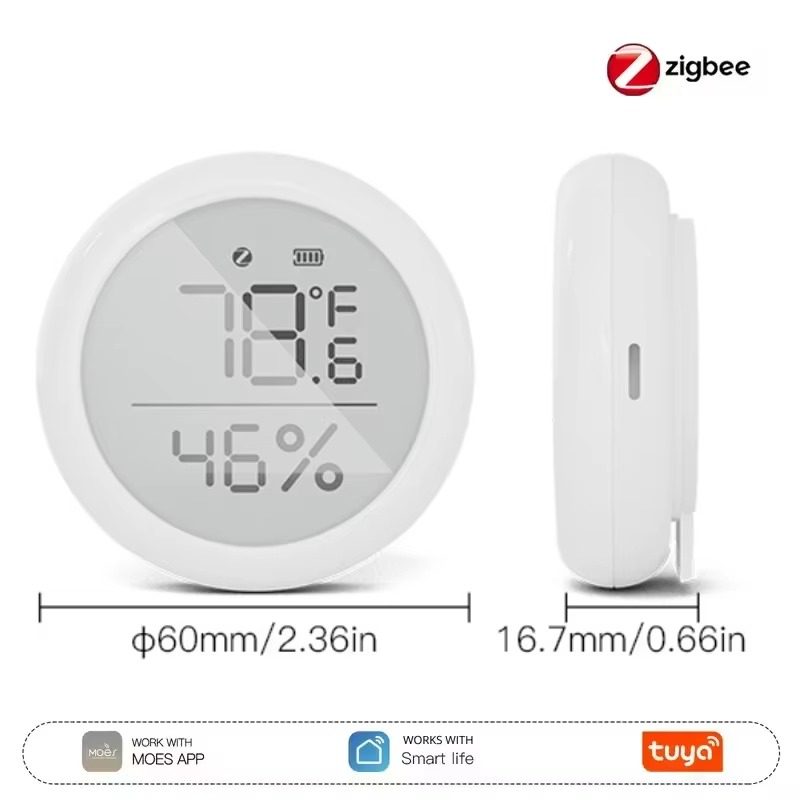 zigbee
79.6°F
46%
ϕ60mm/2.36in
16.7mm/0.66in
MOES
WORK WITH
MOES APP
WORKS WITH
Smart life
tuya